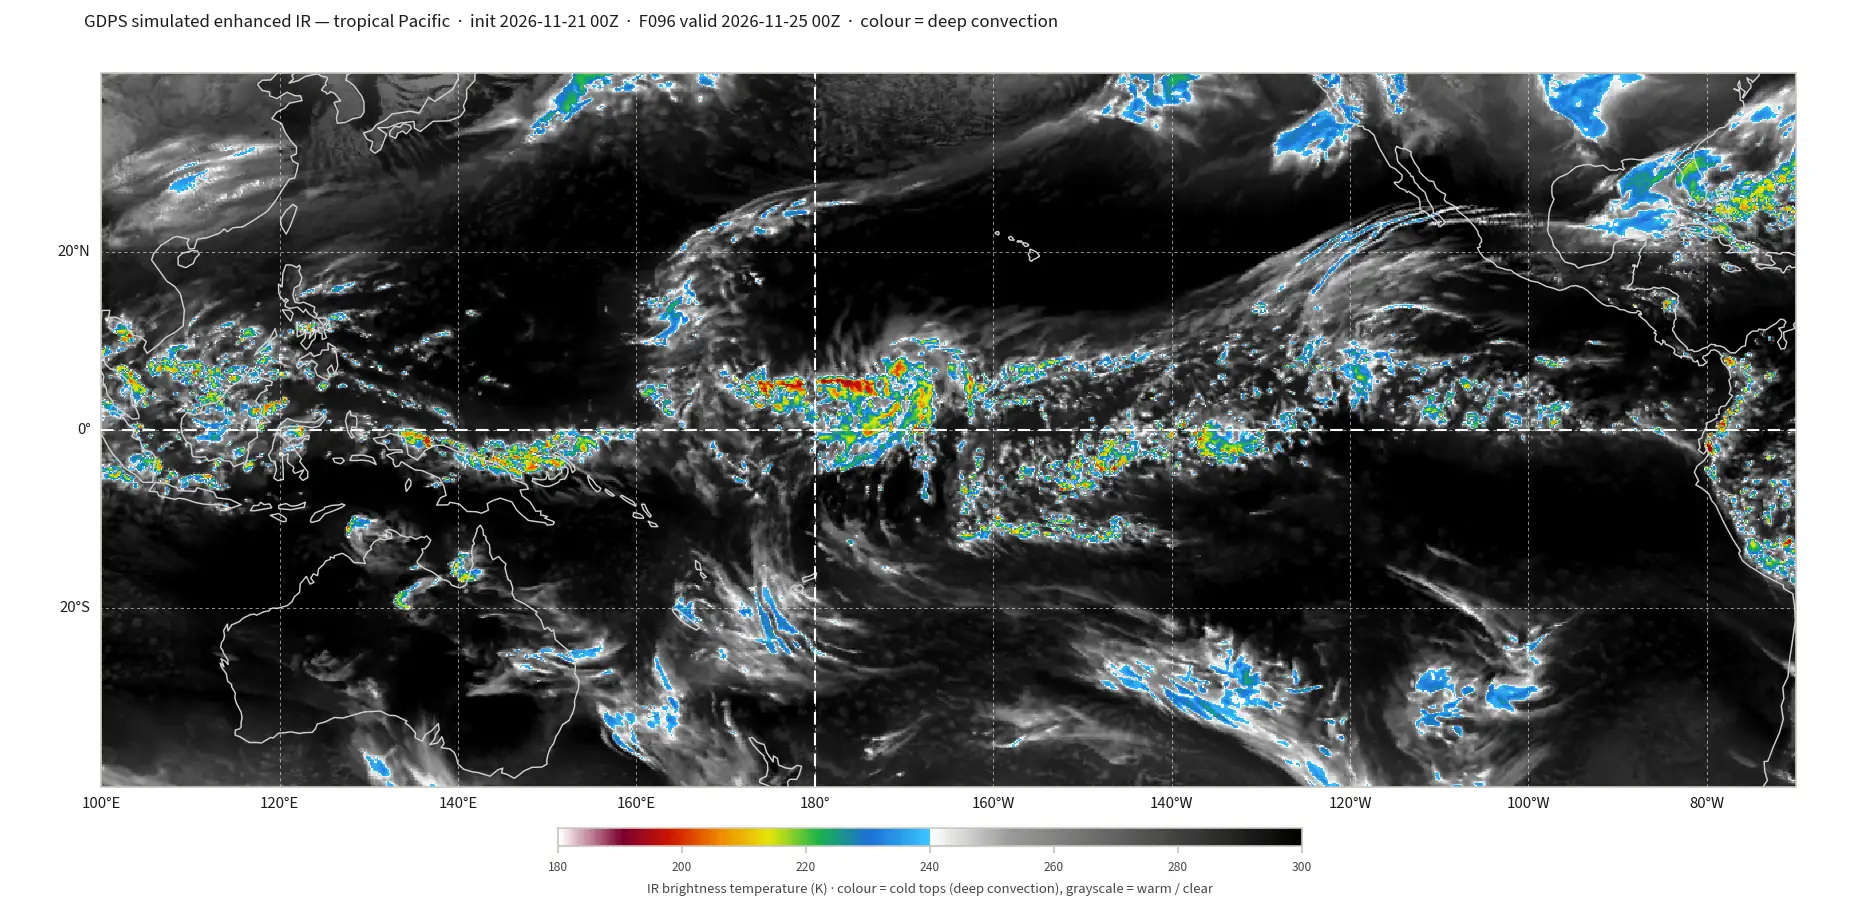 GDPS simulated enhanced IR — tropical Pacific · init 2026-11-21 00Z · F096 valid 2026-11-25 00Z · colour = deep convection
20°N
0°
20°S
100°E 120°E 140°E 160°E 180° 160°W 140°W 120°W 100°W 80°W
180 200 220 240 260 280 300
IR brightness temperature (K) · colour = cold tops (deep convection), grayscale = warm / clear